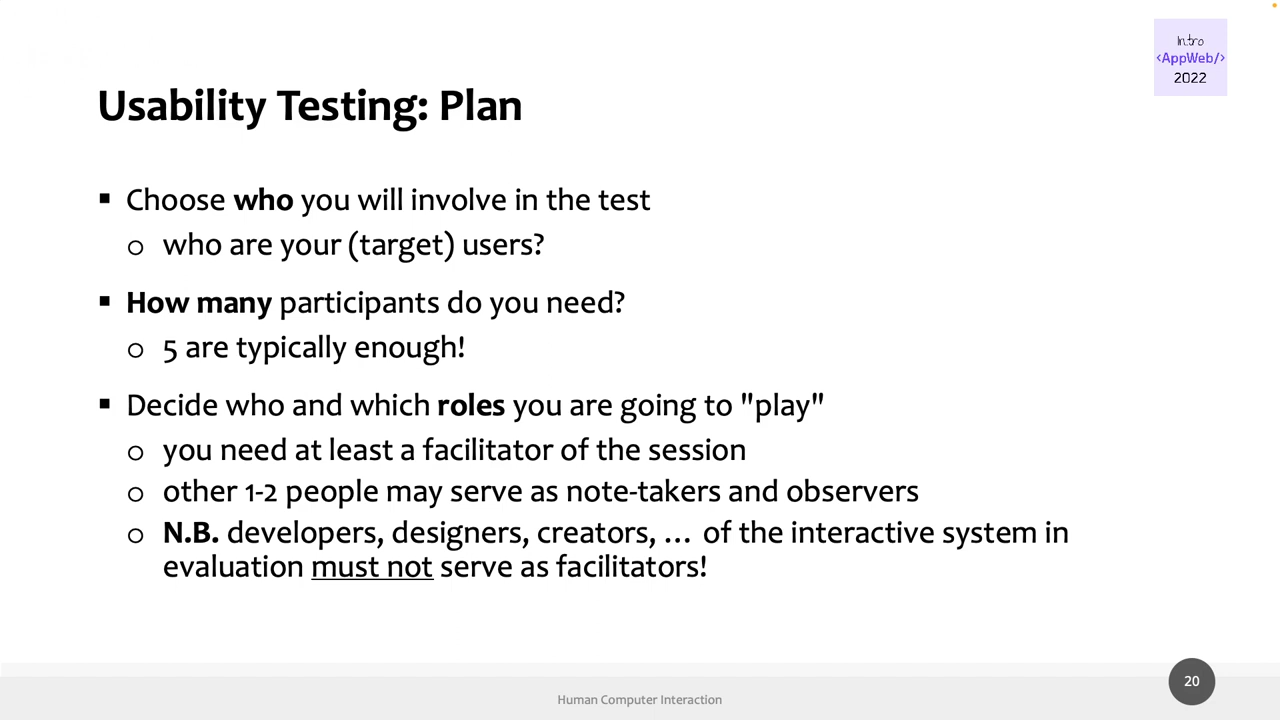 Intro
<AppWeb/>
2022
Usability Testing: Plan
▪ Choose who you will involve in the test
o who are your (target) users?
▪ How many participants do you need?
o 5 are typically enough!
▪ Decide who and which roles you are going to "play"
o you need at least a facilitator of the session
o other 1-2 people may serve as note-takers and observers
o N.B. developers, designers, creators, … of the interactive system in
evaluation must not serve as facilitators!
Human Computer Interaction
20